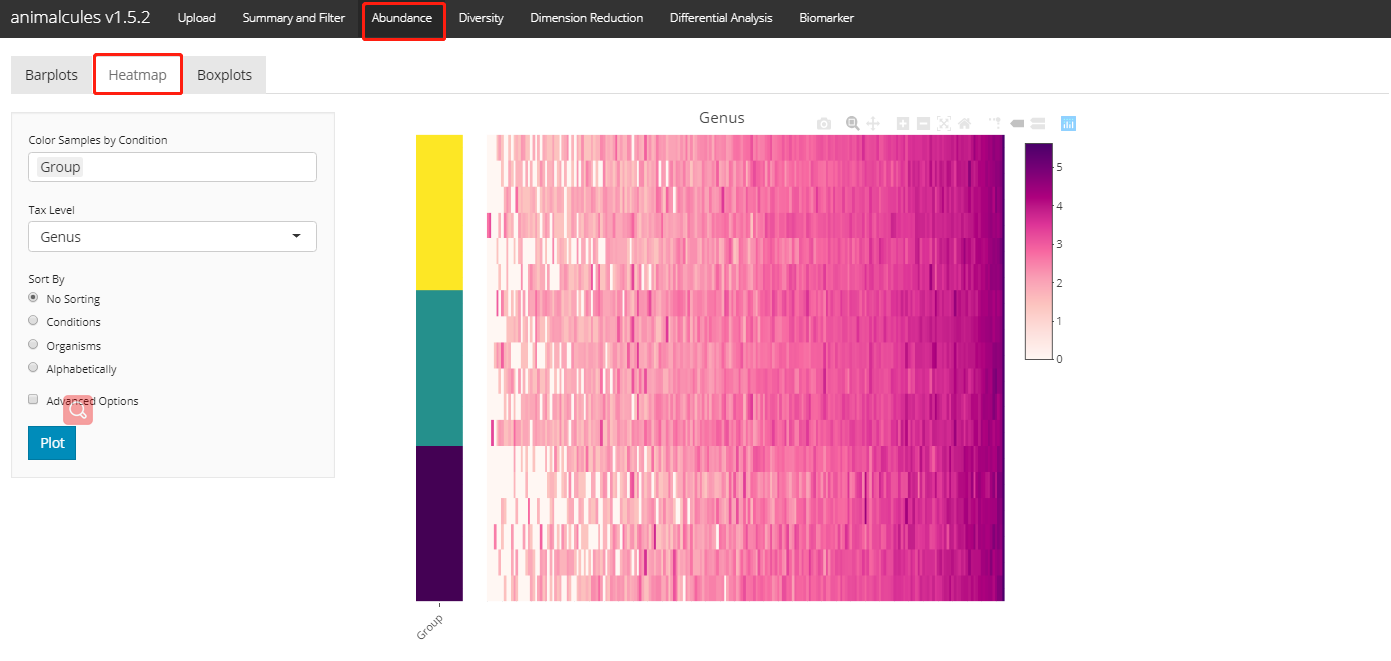 animalcules v1.5.2 Upload Summary and Filter Abundance Diversity Dimension Reduction Differential Analysis Biomarker
Barplots Heatmap Boxplots
Color Samples by Condition
Group
Tax Level
Genus
Sort By
No Sorting
Conditions
Organisms
Alphabetically
Advanced Options
Plot
Genus
5
4
3
2
1
0
Group